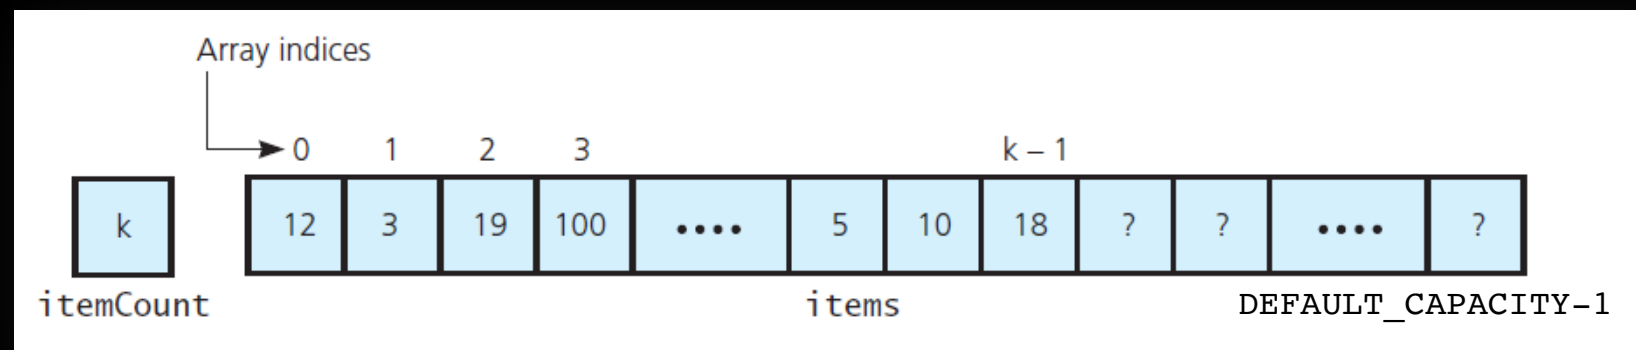 Array indices
0 1 2 3 k – 1
k 12 3 19 100 •••• 5 10 18 ? ? •••• ?
itemCount items DEFAULT_CAPACITY-1